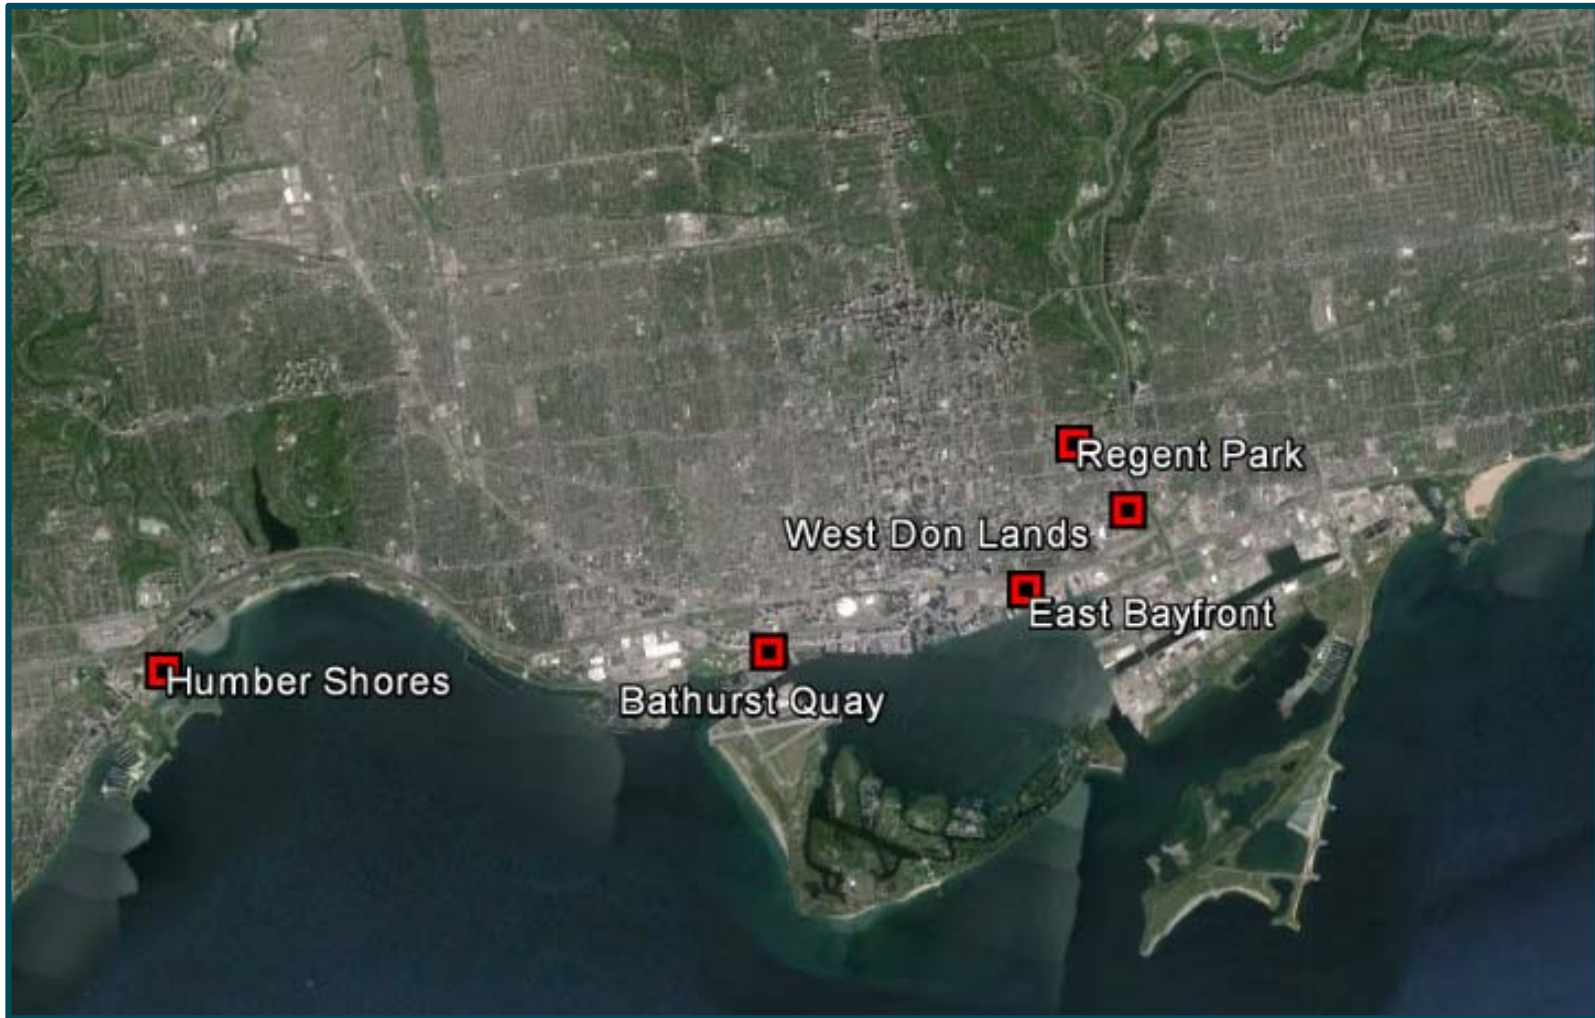 Regent Park
West Don Lands
East Bayfront
Humber Shores
Bathurst Quay